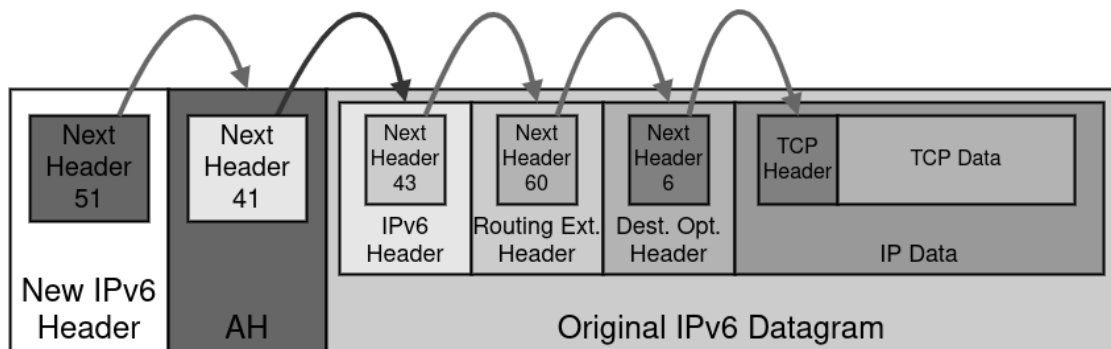 Next
Header
51
New IPv6
Header
Next
Header
41
AH
Next
Header
43
IPv6
Header
Next
Header
60
Routing Ext.
Header
Next
Header
6
Dest. Opt.
Header
TCP
Header
TCP Data
IP Data
Original IPv6 Datagram